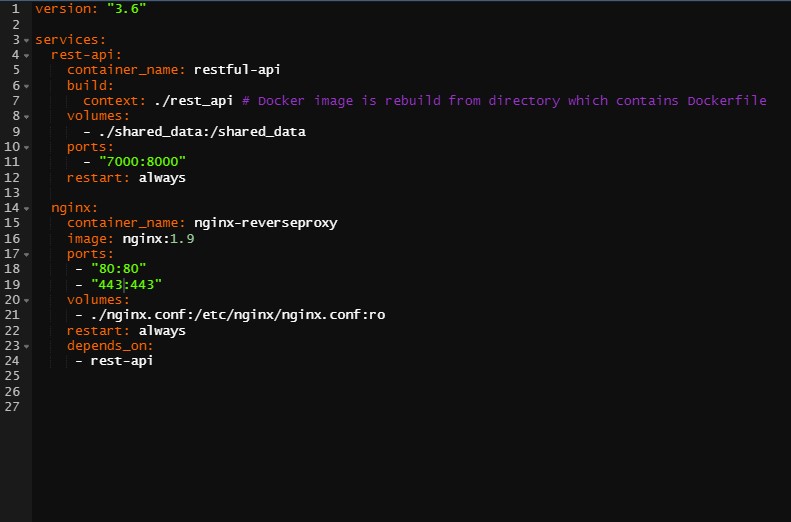 1 version: "3.6"
2
3 services:
4   rest-api:
5     container_name: restful-api
6     build:
7       context: ./rest_api # Docker image is rebuild from directory which contains Dockerfile
8     volumes:
9       - ./shared_data:/shared_data
10     ports:
11       - "7000:8000"
12     restart: always
13
14   nginx:
15     container_name: nginx-reverseproxy
16     image: nginx:1.9
17     ports:
18      - "80:80"
19      - "443:443"
20     volumes:
21      - ./nginx.conf:/etc/nginx/nginx.conf:ro
22     restart: always
23     depends_on:
24      - rest-api
25
26
27